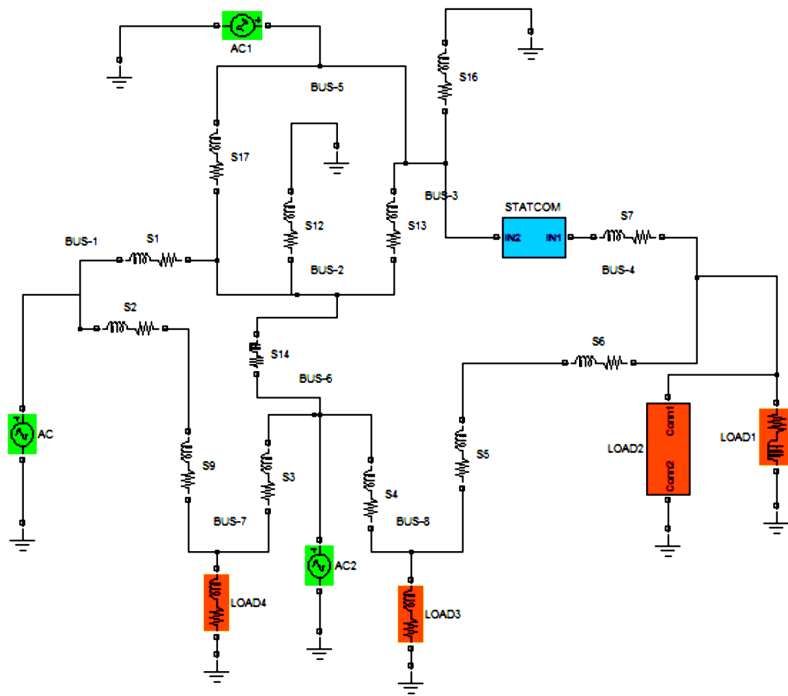 AC1
BUS-5
S16
S17
S12
S13
BUS-3
STATCOM
IN2
IN1
S7
BUS-1
S1
BUS-2
BUS-4
S2
S14
S6
BUS-6
AC
Conn1
Conn2
LOAD2
LOAD1
S9
S3
S4
S5
BUS-7
BUS-8
AC2
LOAD4
LOAD3